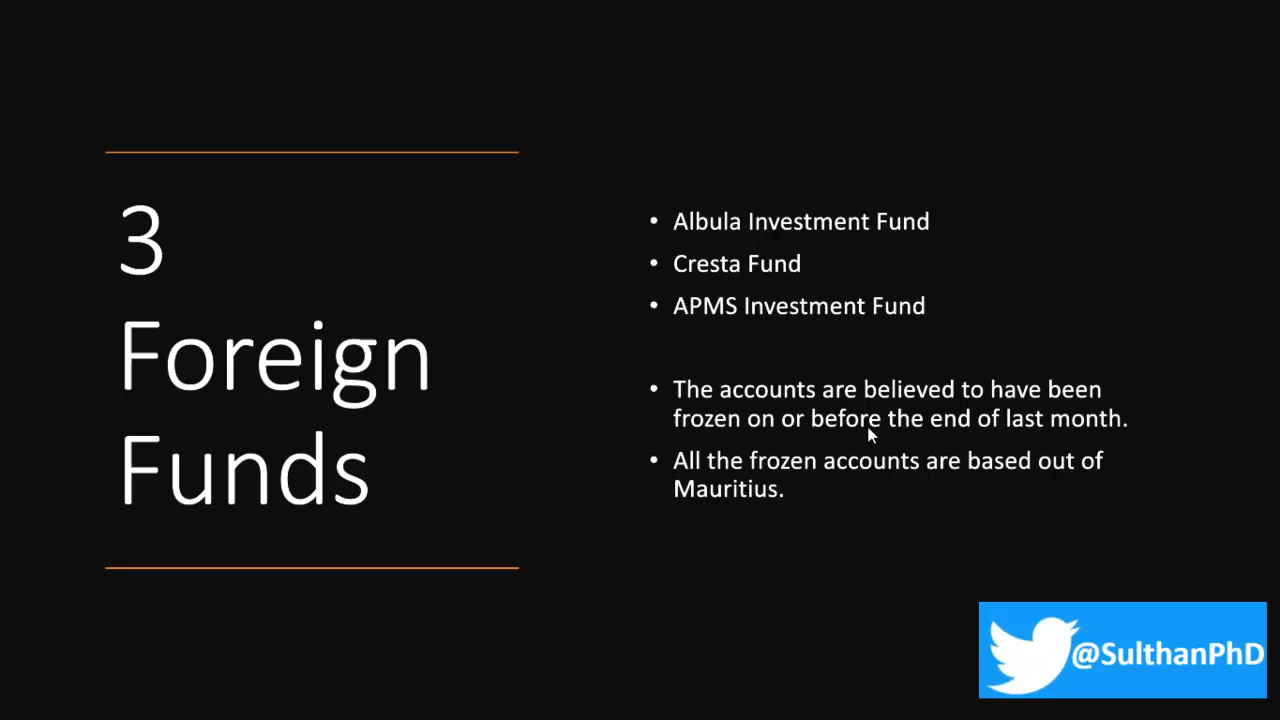 3
Foreign
Funds
• Albula Investment Fund
• Cresta Fund
• APMS Investment Fund
• The accounts are believed to have been
frozen on or before the end of last month.
• All the frozen accounts are based out of
Mauritius.
@SulthanPhD